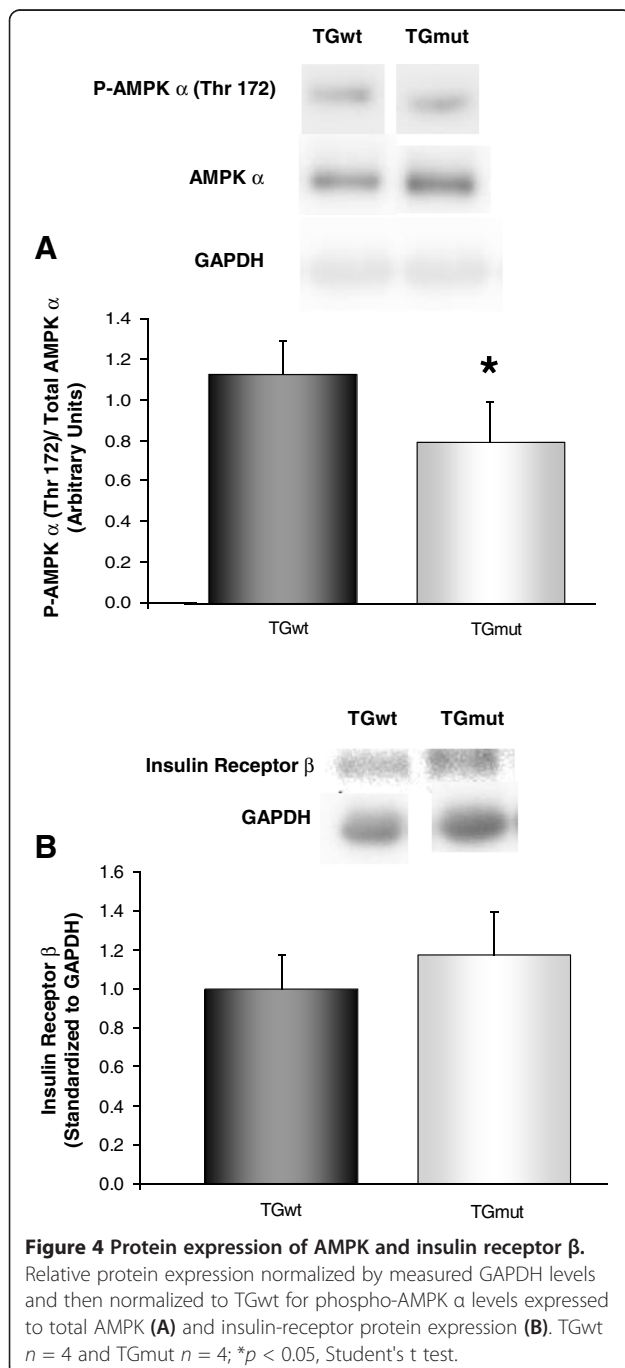 TGwt TGmut
P-AMPK α (Thr 172)
AMPK α
GAPDH
A
P-AMPK α (Thr 172)/ Total AMPK α
(Arbitrary Units)
1.4
1.2
1.0
0.8
0.6
0.4
0.2
0.0
*
TGwt TGmut
TGwt TGmut
Insulin Receptor β
GAPDH
B
Insulin Receptor β
(Standardized to GAPDH)
1.6
1.4
1.2
1.0
0.8
0.6
0.4
0.2
0.0
TGwt TGmut
Figure 4 Protein expression of AMPK and insulin receptor β.
Relative protein expression normalized by measured GAPDH levels
and then normalized to TGwt for phospho-AMPK α levels expressed
to total AMPK (A) and insulin-receptor protein expression (B). TGwt
n = 4 and TGmut n = 4; *p < 0.05, Student's t test.